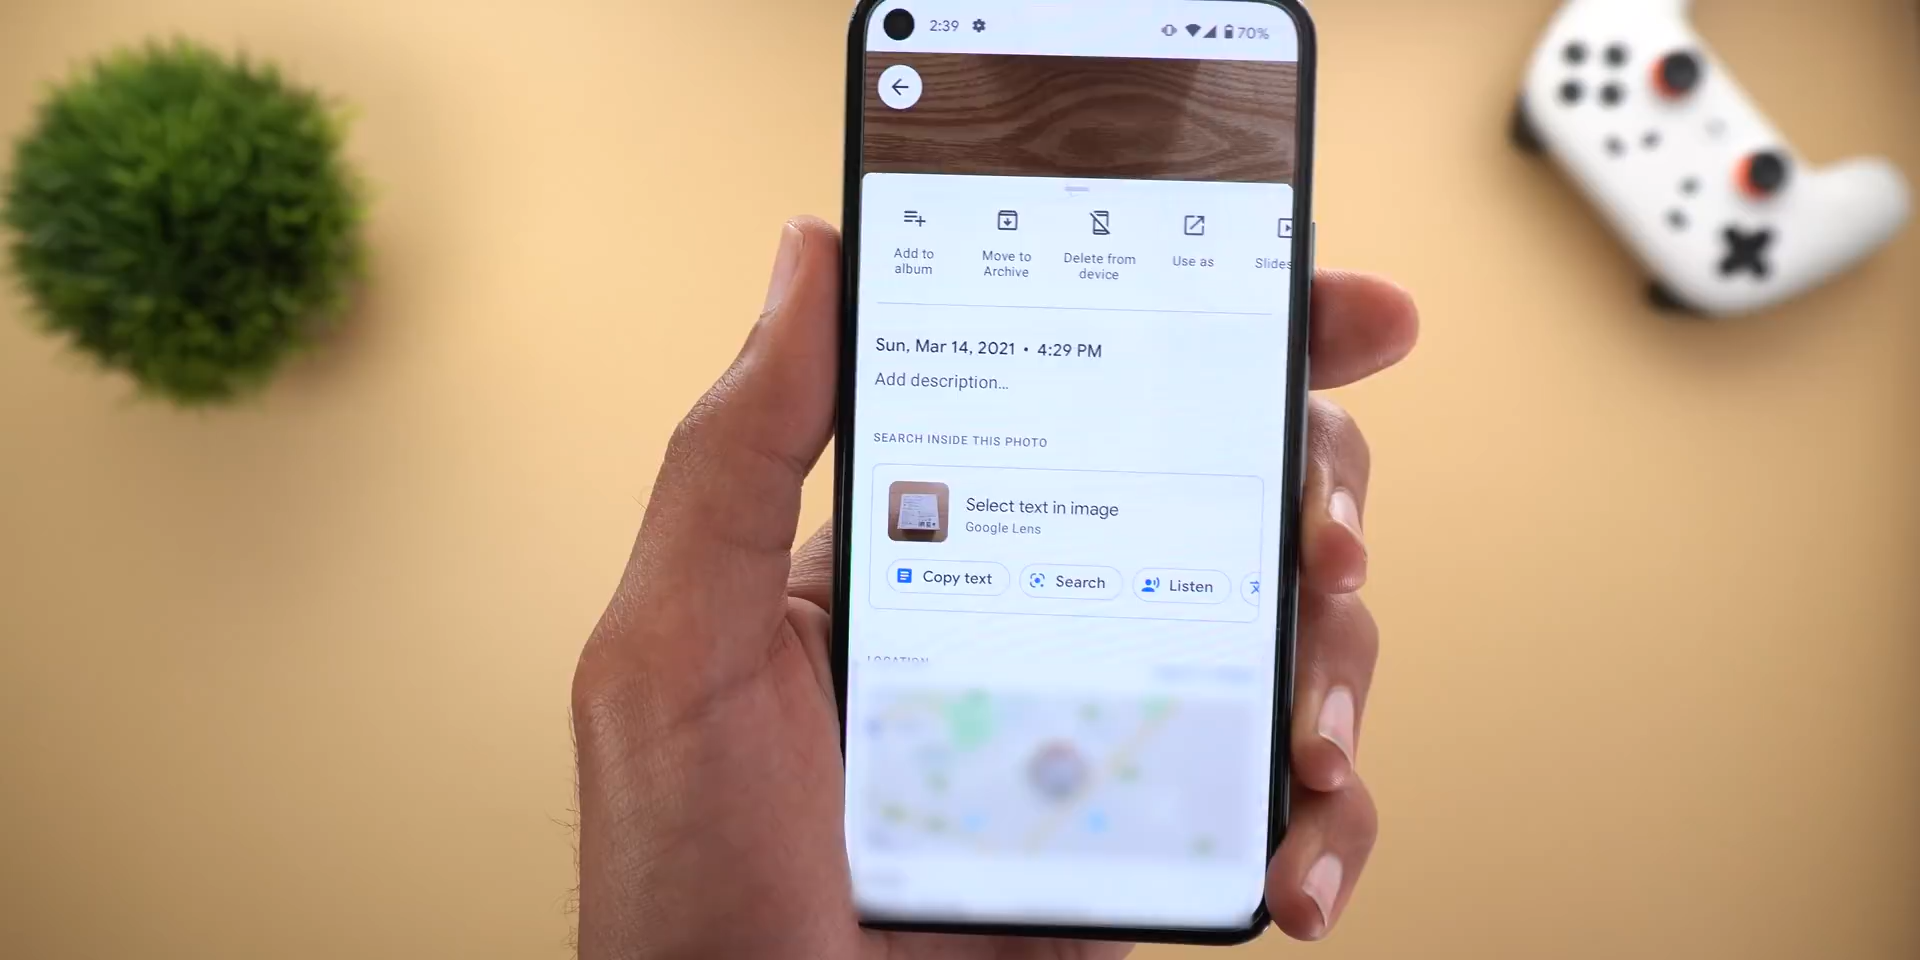 2:39
70%
Add to album
Move to Archive
Delete from device
Use as
Slides
Sun, Mar 14, 2021 • 4:29 PM
Add description...
SEARCH INSIDE THIS PHOTO
Select text in image
Google Lens
Copy text
Search
Listen
LOCATION